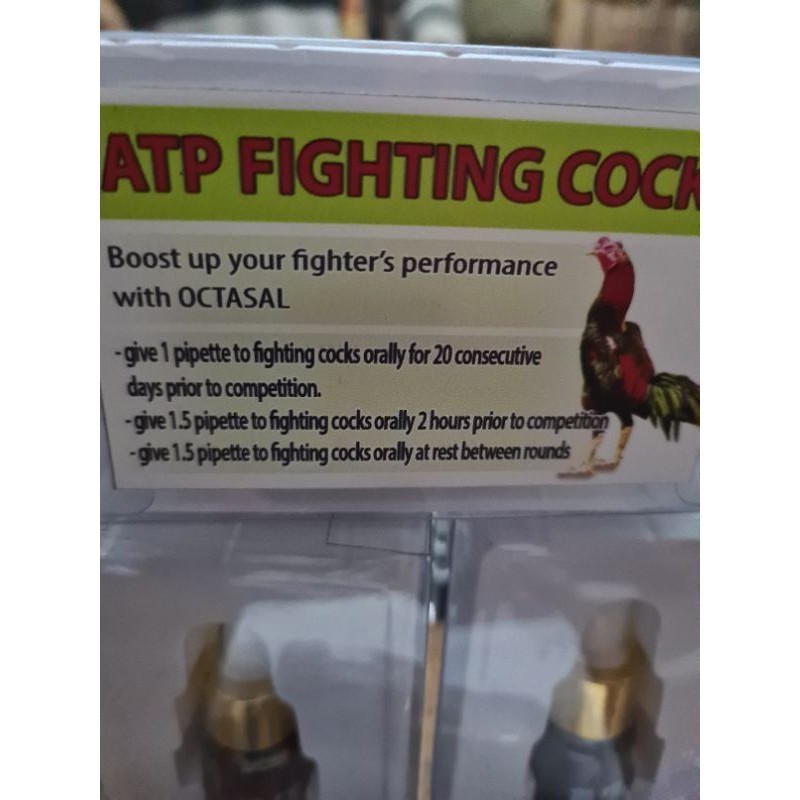 ATP FIGHTING COCK
Boost up your fighter's performance
with OCTASAL
-give 1 pipette to fighting cocks orally for 20 consecutive
days prior to competition.
-give 1.5 pipette to fighting cocks orally 2 hours prior to competition
-give 1.5 pipette to fighting cocks orally at rest between rounds